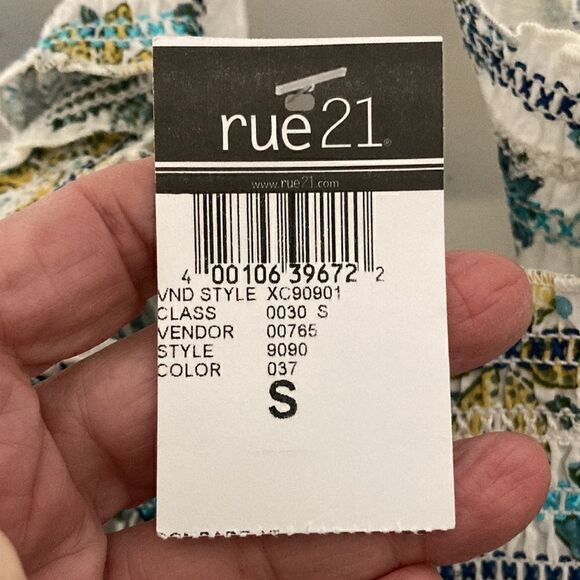 rue21®
www.rue21.com
4 00106 39672 2
VND STYLE XC90901
CLASS 0030 S
VENDOR 00765
STYLE 9090
COLOR 037
S